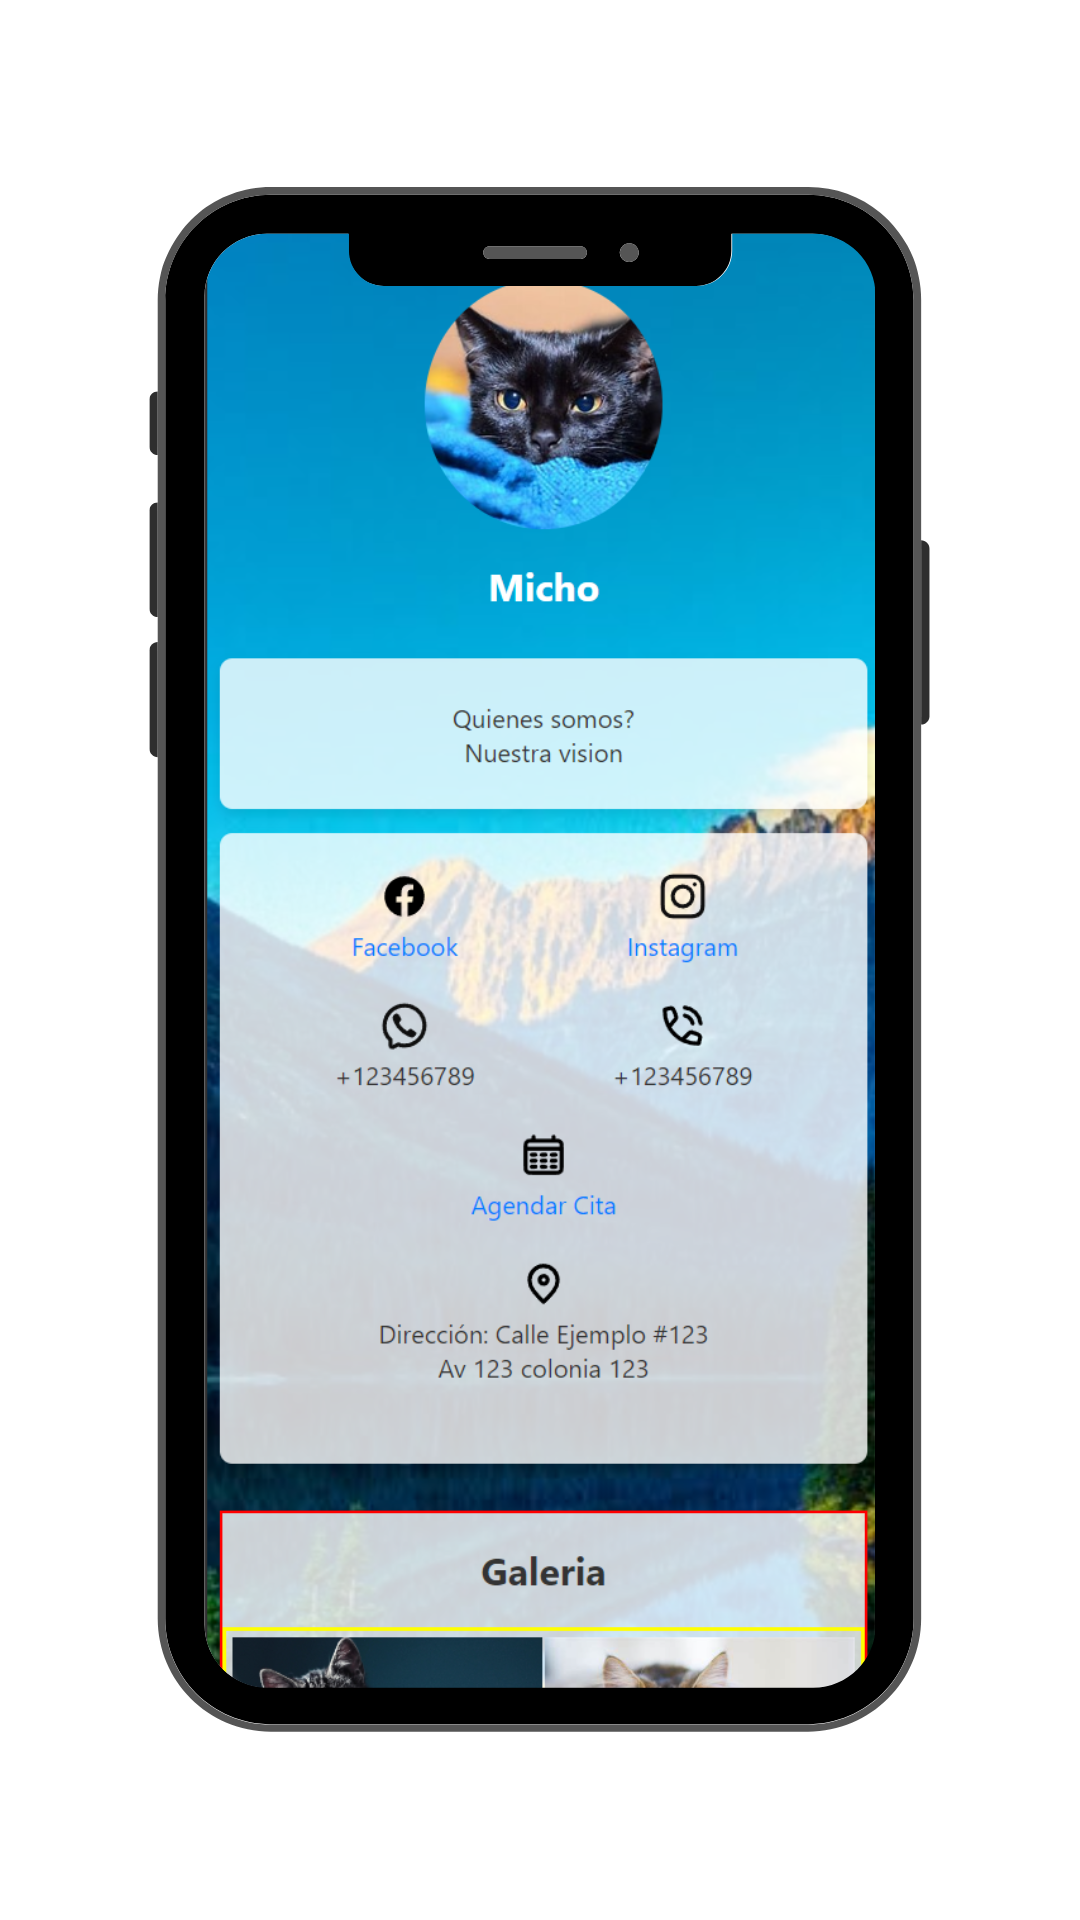 Micho
Quienes somos?
Nuestra vision
Facebook
Instagram
+123456789
+123456789
Agendar Cita
Dirección: Calle Ejemplo #123
Av 123 colonia 123
Galeria